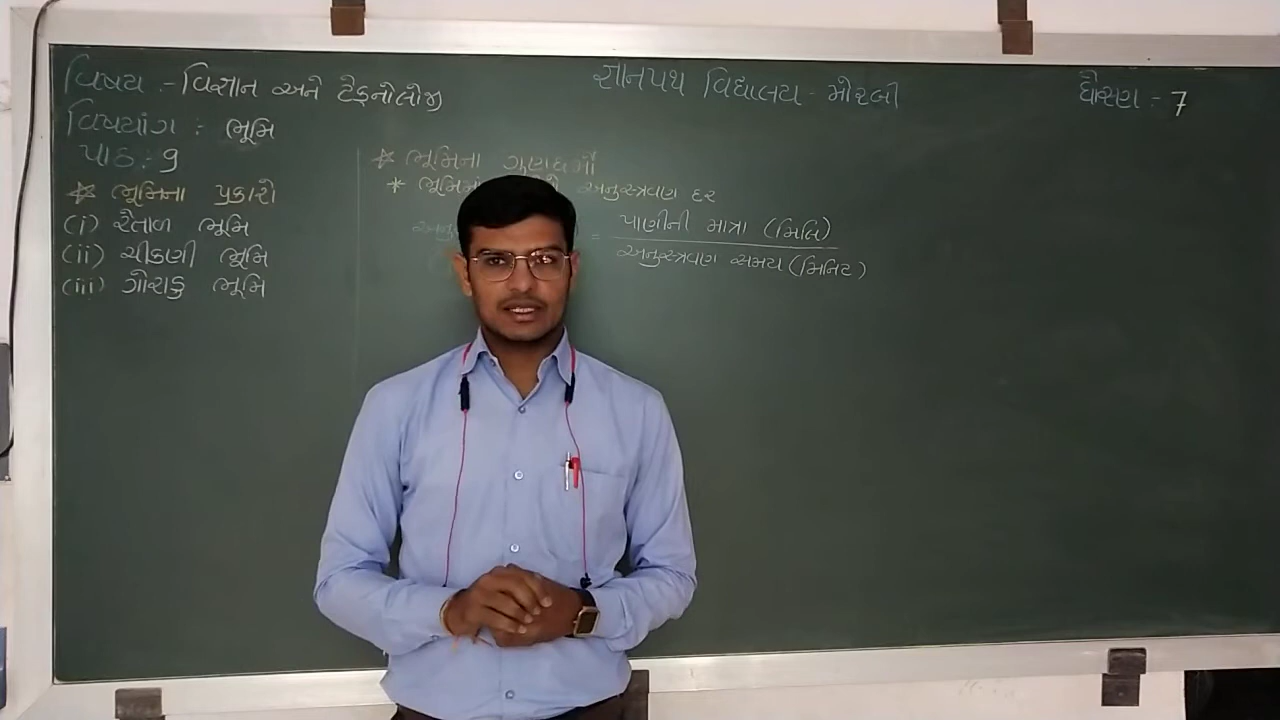 વિષય :- વિજ્ઞાન અને ટેકનોલોજી
જ્ઞાનપથ વિદ્યાલય - મોરબી
ધોરણ :- 7
વિષયાંગ : ભૂમિ
પાઠ : 9
☆ ભૂમિના પ્રકારો
(i) રેતાળ ભૂમિ
(ii) ચીકણી ભૂમિ
(iii) ગોરાડુ ભૂમિ
☆ ભૂમિના ગુણધર્મો
* અનુસ્ત્રવણ દર
= પાણીની માત્રા (મિલિ)
અનુસ્ત્રવણ સમય (મિનિટ)